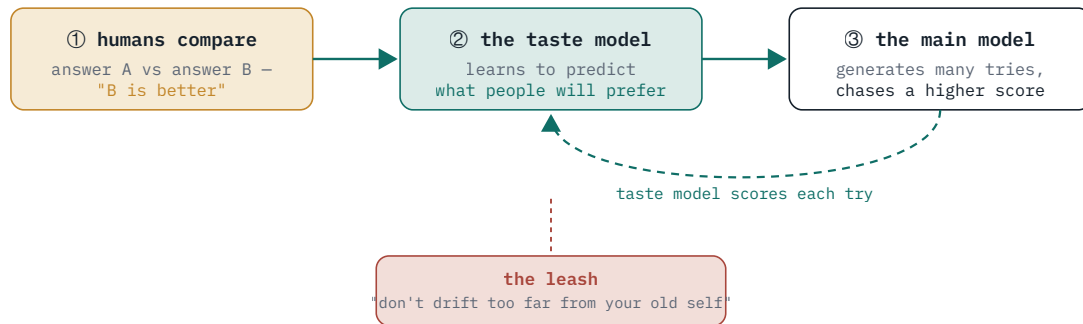 ① humans compare
answer A vs answer B —
"B is better"
② the taste model
learns to predict
what people will prefer
③ the main model
generates many tries,
chases a higher score
taste model scores each try
the leash
"don't drift too far from your old self"